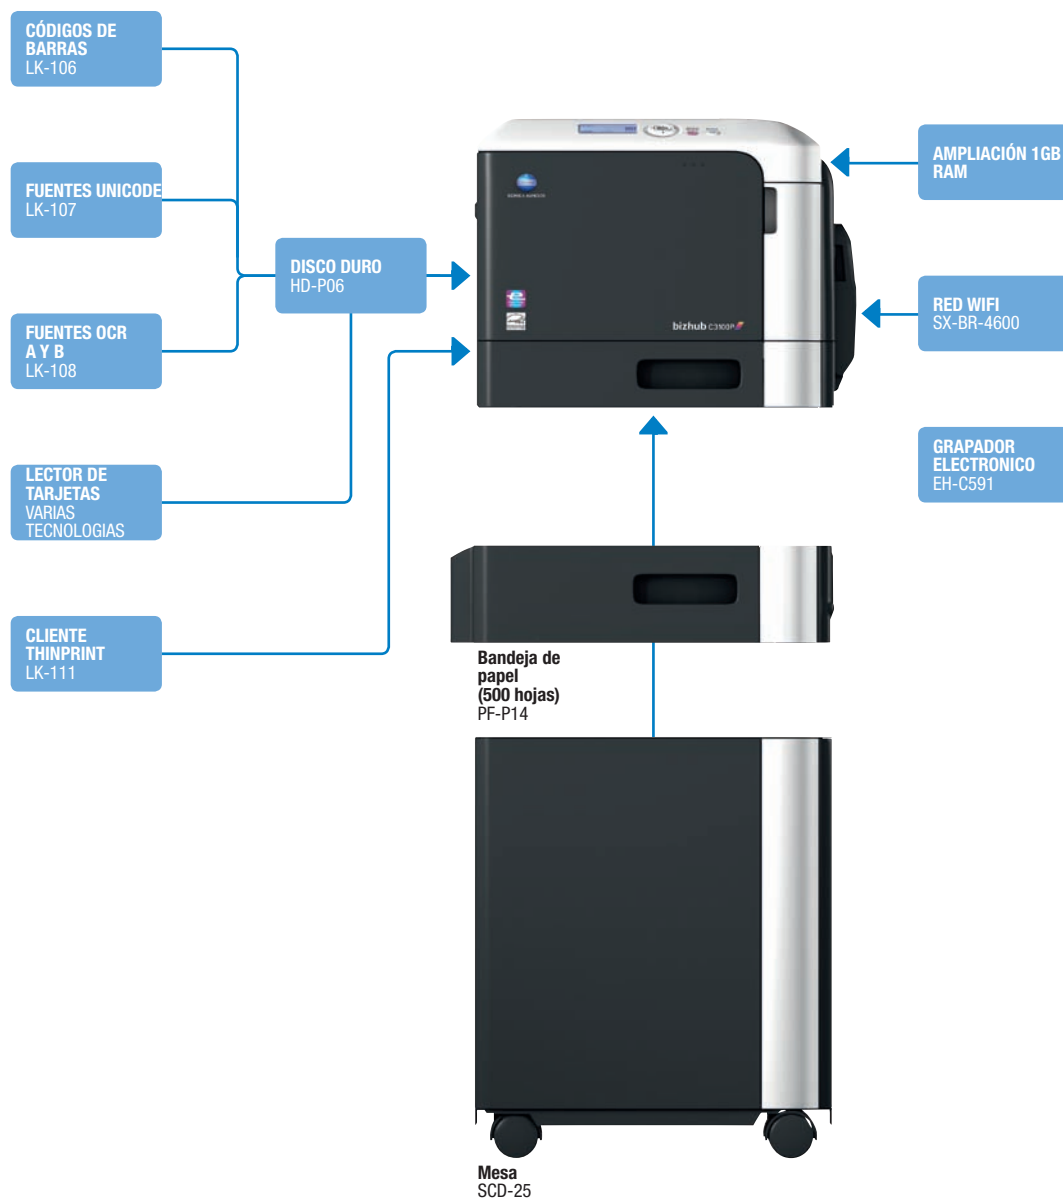 CÓDIGOS DE
BARRAS
LK-106
FUENTES UNICODE
LK-107
FUENTES OCR
A Y B
LK-108
LECTOR DE
TARJETAS
VARIAS
TECNOLOGIAS
CLIENTE
THINPRINT
LK-111
DISCO DURO
HD-P06
KONICA MINOLTA
bizhub C3100P
AMPLIACIÓN 1GB
RAM
RED WIFI
SX-BR-4600
GRAPADOR
ELECTRONICO
EH-C591
Bandeja de
papel
(500 hojas)
PF-P14
Mesa
SCD-25